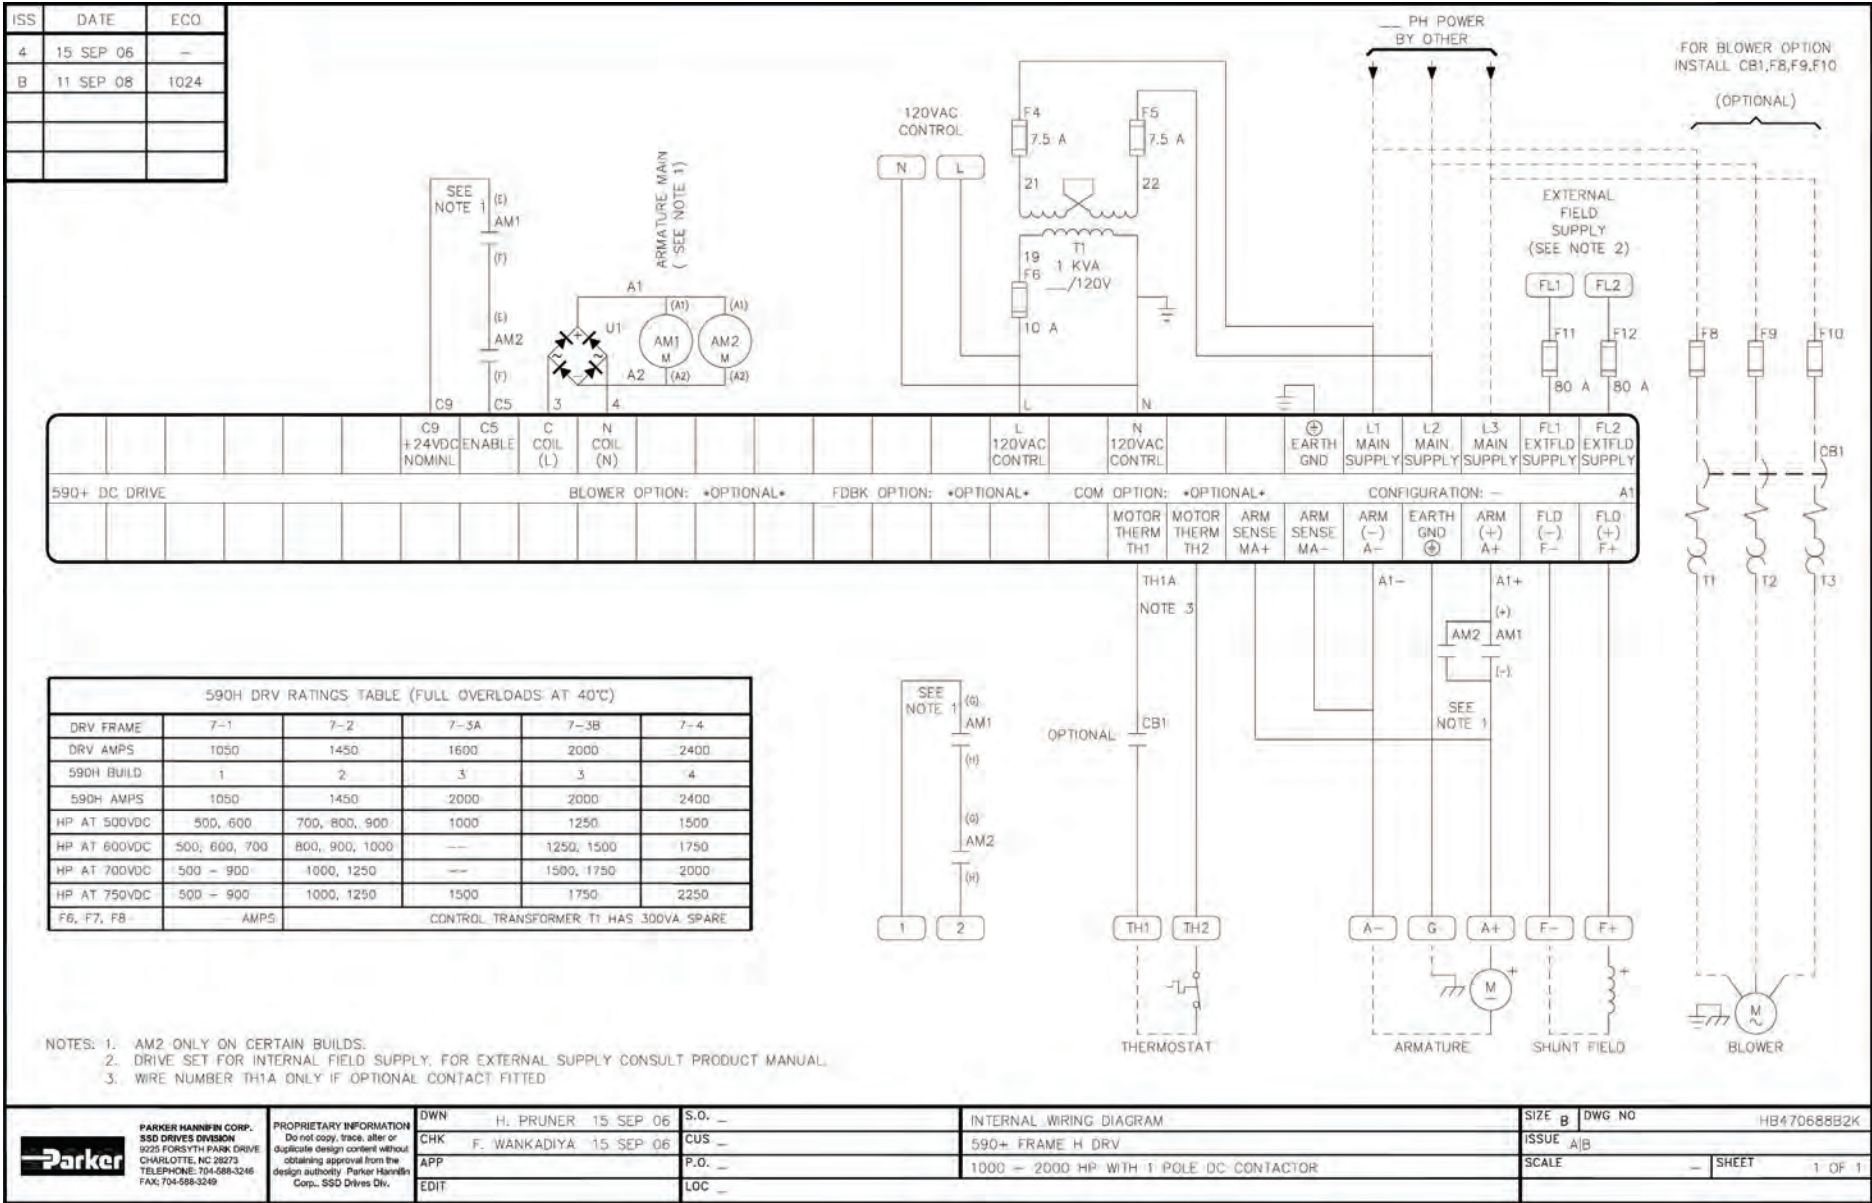 ISS DATE ECO
4 15 SEP 06 –
B 11 SEP 08 1024
___ PH POWER
BY OTHER
FOR BLOWER OPTION
INSTALL CB1,F8,F9,F10
(OPTIONAL)
120VAC
CONTROL
N L
F4
7.5 A
F5
7.5 A
21 22
T1
1 KVA
___/120V
19
F6
10 A
SEE
NOTE 1
(E)
AM1
(F)
(E)
AM2
(F)
ARMATURE MAIN
( SEE NOTE 1)
A1
(A1) (A1)
U1
+
~ ~
–
AM1
M
AM2
M
A2 (A2) (A2)
EXTERNAL
FIELD
SUPPLY
(SEE NOTE 2)
FL1 FL2
F11 F12
80 A 80 A
F8 F9 F10
C9 C5 3 4 L N
C9
+24VDC
NOMINL
C5
ENABLE
C
COIL
(L)
N
COIL
(N)
L
120VAC
CONTRL
N
120VAC
CONTRL
EARTH
GND
L1
MAIN
SUPPLY
L2
MAIN
SUPPLY
L3
MAIN
SUPPLY
FL1
EXTFLD
SUPPLY
FL2
EXTFLD
SUPPLY
CB1
590+ DC DRIVE BLOWER OPTION: *OPTIONAL* FDBK OPTION: *OPTIONAL* COM OPTION: *OPTIONAL* CONFIGURATION: – A1
MOTOR
THERM
TH1
MOTOR
THERM
TH2
ARM
SENSE
MA+
ARM
SENSE
MA–
ARM
(–)
A–
EARTH
GND
ARM
(+)
A+
FLD
(–)
F–
FLD
(+)
F+
T1 T2 T3
TH1A
NOTE 3
A1– A1+
(+)
AM2 AM1
(–)
SEE
NOTE 1
OPTIONAL CB1
SEE
NOTE 1
(G)
AM1
(H)
(G)
AM2
(H)
1 2
590H DRV RATINGS TABLE (FULL OVERLOADS AT 40°C)
DRV FRAME 7–1 7–2 7–3A 7–3B 7–4
DRV AMPS 1050 1450 1600 2000 2400
590H BUILD 1 2 3 3 4
590H AMPS 1050 1450 2000 2000 2400
HP AT 500VDC 500, 600 700, 800, 900 1000 1250 1500
HP AT 600VDC 500, 600, 700 800, 900, 1000 –– 1250, 1500 1750
HP AT 700VDC 500 – 900 1000, 1250 –– 1500, 1750 2000
HP AT 750VDC 500 – 900 1000, 1250 1500 1750 2250
F6, F7, F8 AMPS CONTROL TRANSFORMER T1 HAS 300VA SPARE
TH1 TH2 A– G A+ F– F+
M
–
+
+
M
~
THERMOSTAT ARMATURE SHUNT FIELD BLOWER
NOTES: 1. AM2 ONLY ON CERTAIN BUILDS.
2. DRIVE SET FOR INTERNAL FIELD SUPPLY. FOR EXTERNAL SUPPLY CONSULT PRODUCT MANUAL.
3. WIRE NUMBER TH1A ONLY IF OPTIONAL CONTACT FITTED
Parker
PARKER HANNIFIN CORP.
SSD DRIVES DIVISION
9225 FORSYTH PARK DRIVE
CHARLOTTE, NC 28273
TELEPHONE: 704-588-3246
FAX: 704-588-3249
PROPRIETARY INFORMATION
Do not copy, trace, alter or
duplicate design content without
obtaining approval from the
design authority Parker Hannifin
Corp., SSD Drives Div.
DWN H. PRUNER 15 SEP 06
CHK F. WANKADIYA 15 SEP 06
APP
EDIT
S.O. –
CUS –
P.O. –
LOC –
INTERNAL WIRING DIAGRAM
590+ FRAME H DRV
1000 – 2000 HP WITH 1 POLE DC CONTACTOR
SIZE B DWG NO HB470688B2K
ISSUE A|B
SCALE – SHEET 1 OF 1